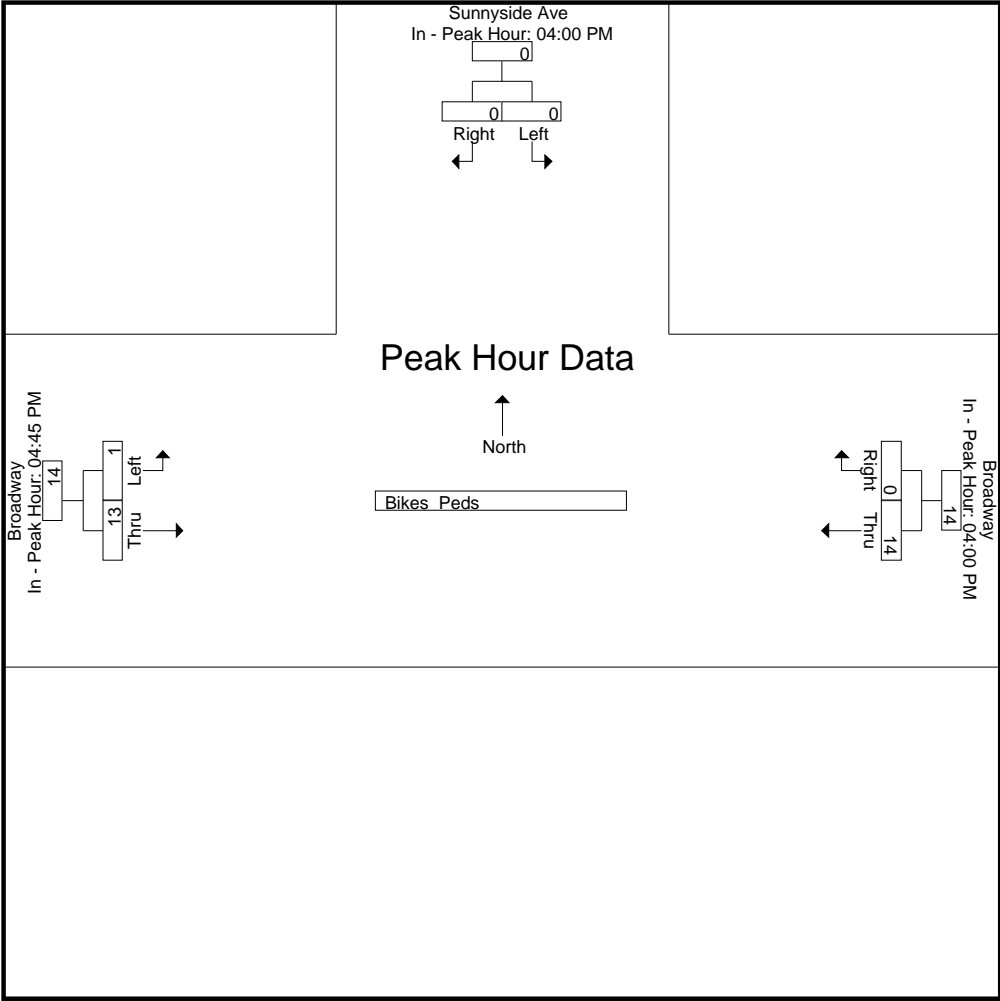 Sunnyside Ave
In - Peak Hour: 04:00 PM
0
0 0
Right Left
Peak Hour Data
North
Bikes Peds
Broadway
In - Peak Hour: 04:45 PM
14
1 13
Left Thru
Broadway
In - Peak Hour: 04:00 PM
14
0 14
Right Thru